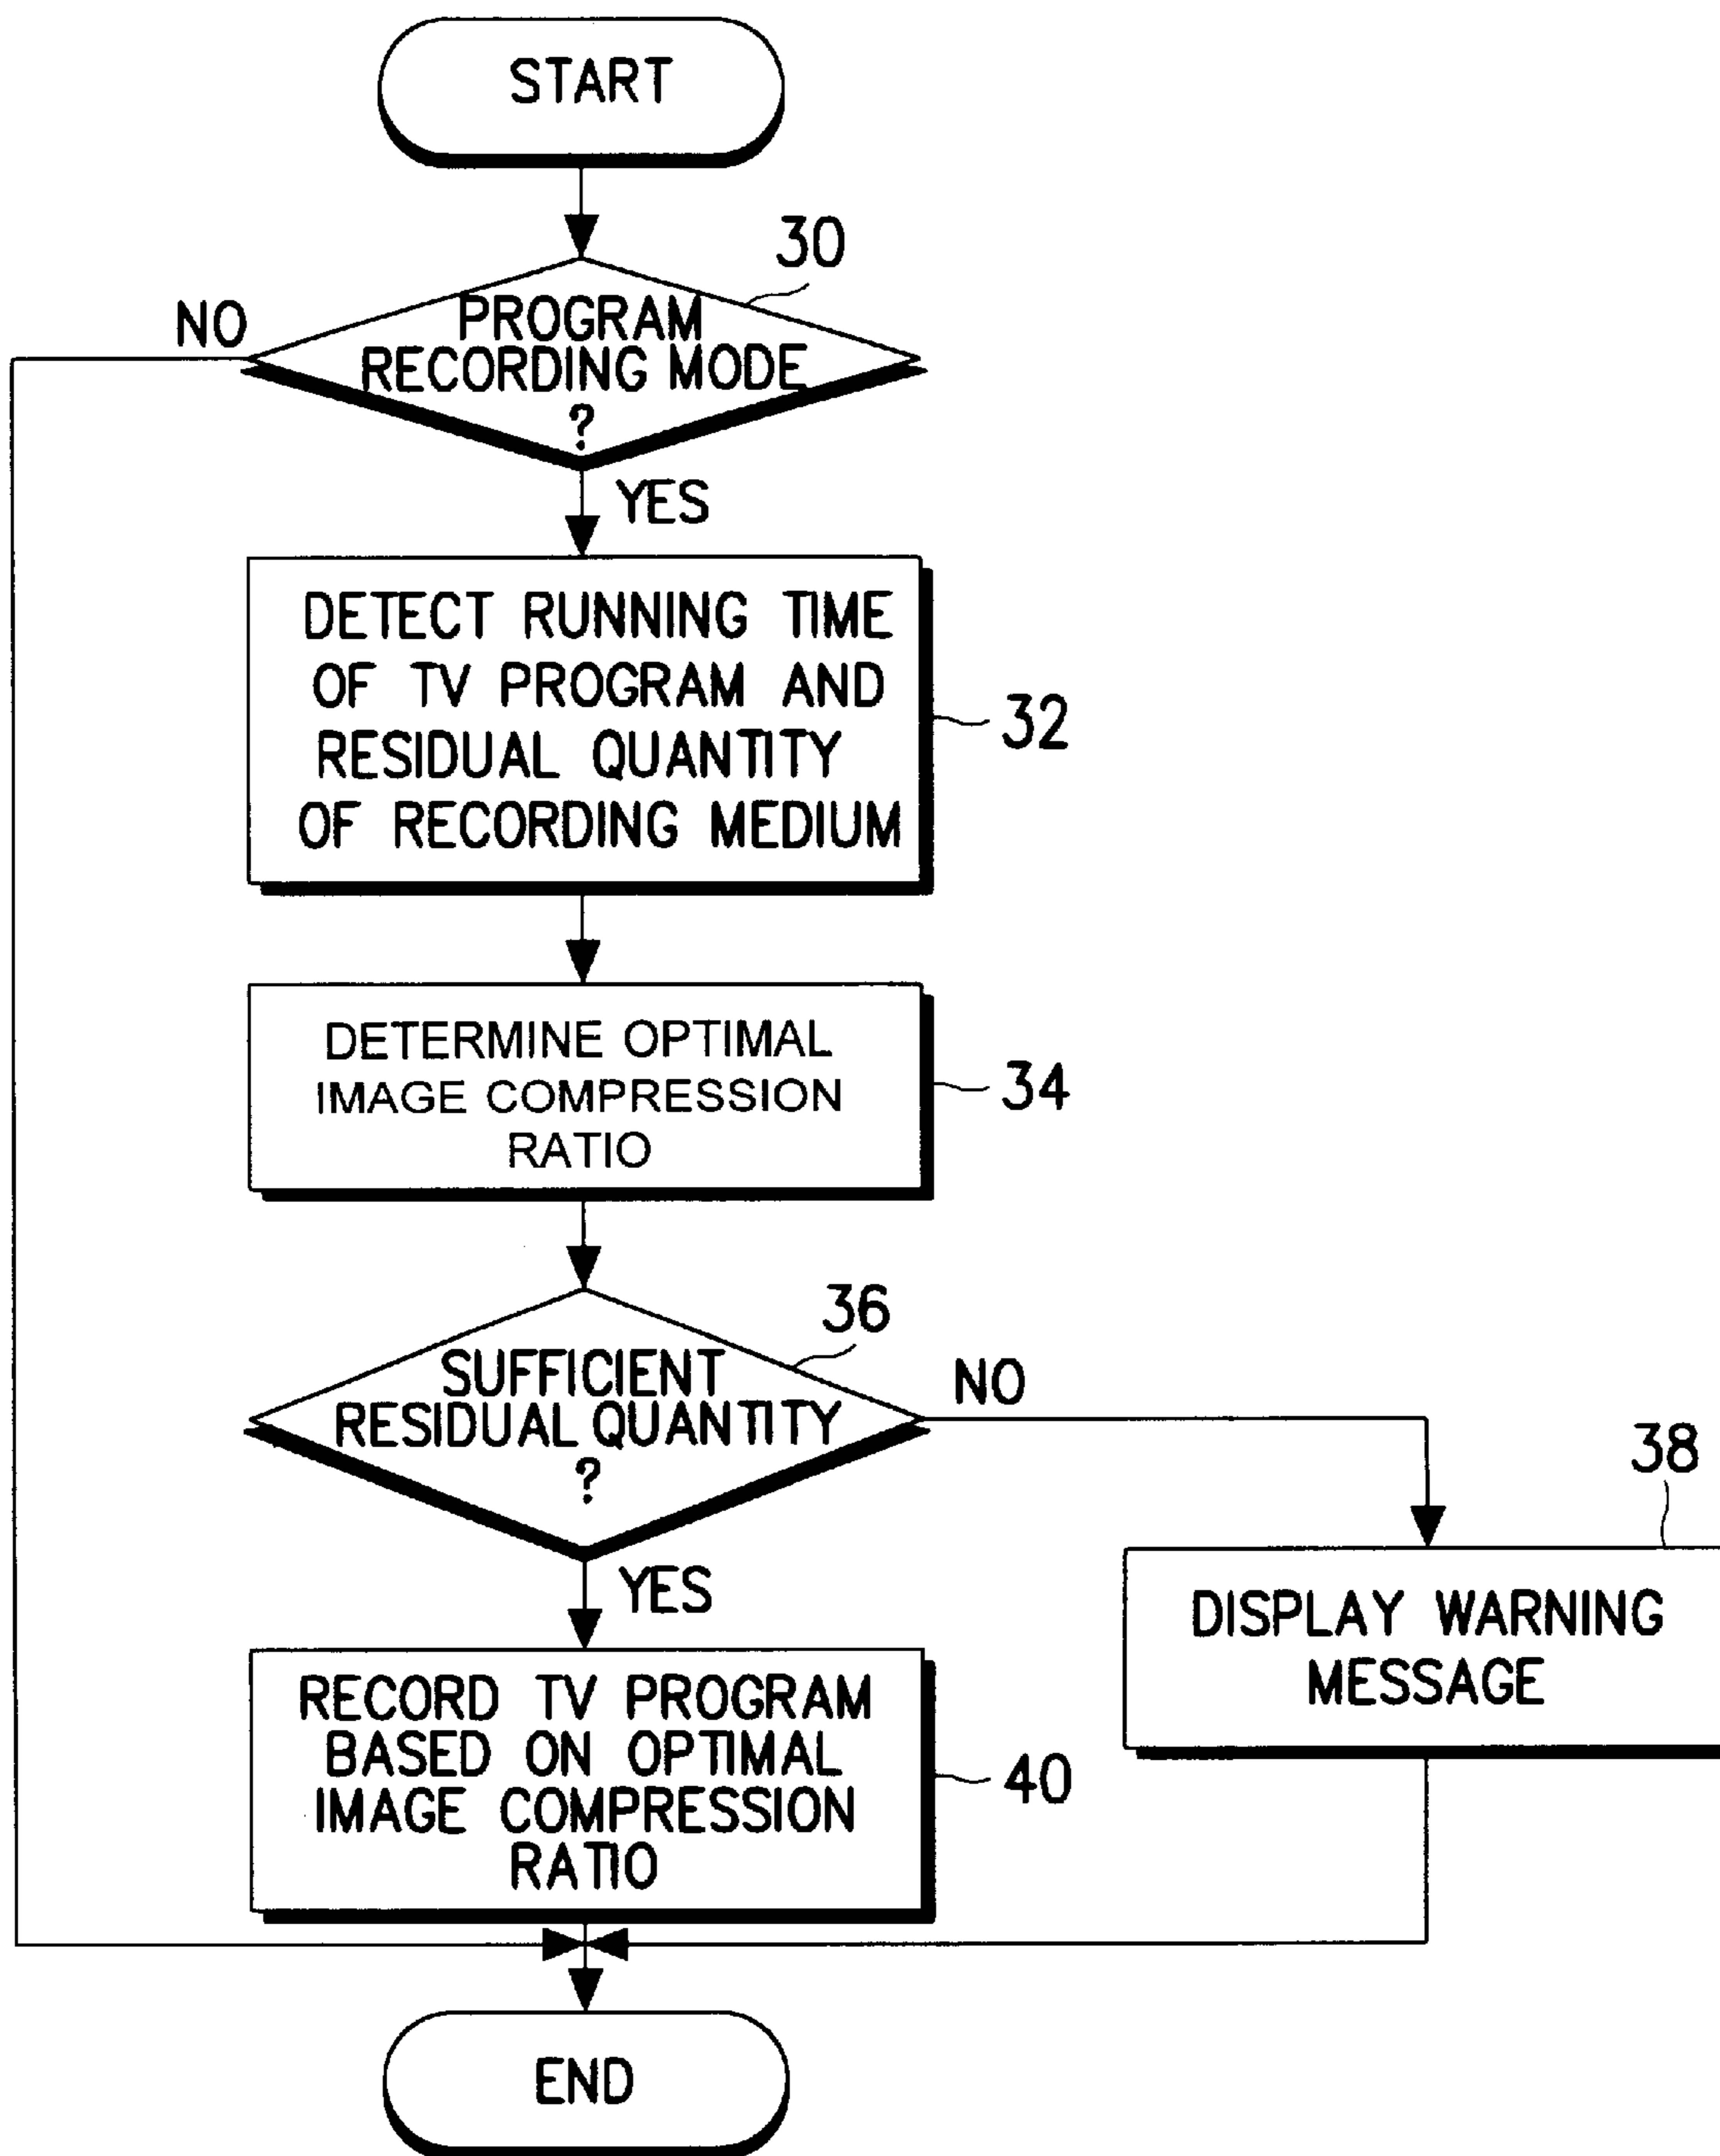 START
30
NO
PROGRAM
RECORDING MODE
?
YES
DETECT RUNNING TIME
OF TV PROGRAM AND
RESIDUAL QUANTITY
OF RECORDING MEDIUM
32
DETERMINE OPTIMAL
IMAGE COMPRESSION
RATIO
34
36
SUFFICIENT
RESIDUAL QUANTITY
?
NO
38
YES
DISPLAY WARNING
MESSAGE
RECORD TV PROGRAM
BASED ON OPTIMAL
IMAGE COMPRESSION
RATIO
40
END